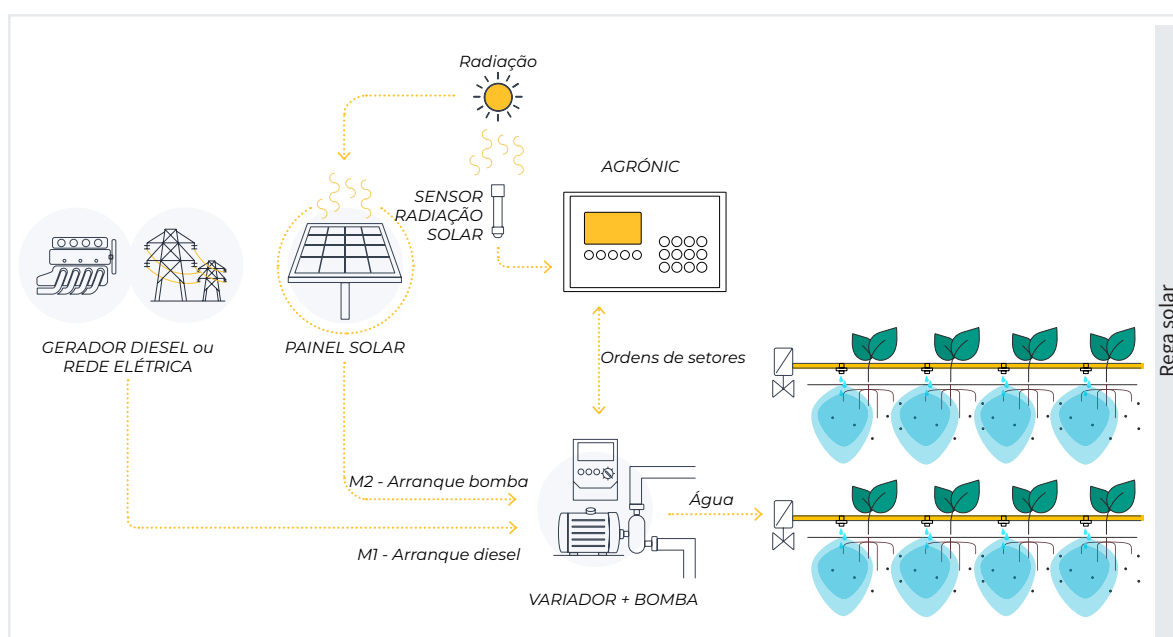 Radiação
AGRÓNIC
SENSOR
RADIAÇÃO
SOLAR
GERADOR DIESEL ou
REDE ELÉTRICA
PAINEL SOLAR
Ordens de setores
M2 - Arranque bomba
Água
M1 - Arranque diesel
VARIADOR + BOMBA
Rega solar